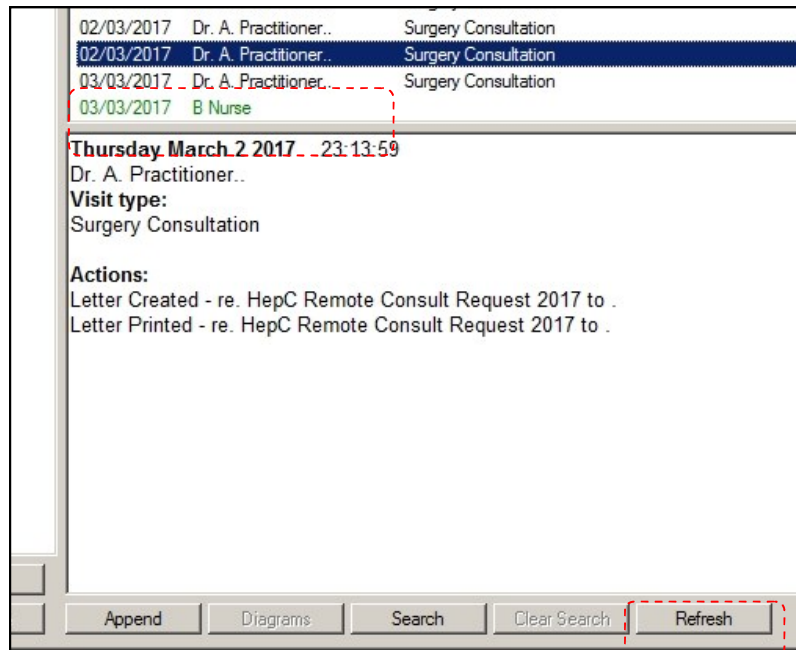 02/03/2017 Dr. A. Practitioner.. Surgery Consultation
02/03/2017 Dr. A. Practitioner.. Surgery Consultation
03/03/2017 Dr. A. Practitioner.. Surgery Consultation
03/03/2017 B Nurse
Thursday March 2 2017 23:13:59
Dr. A. Practitioner..
Visit type:
Surgery Consultation
Actions:
Letter Created - re. HepC Remote Consult Request 2017 to .
Letter Printed - re. HepC Remote Consult Request 2017 to .
Append Diagrams Search Clear Search Refresh